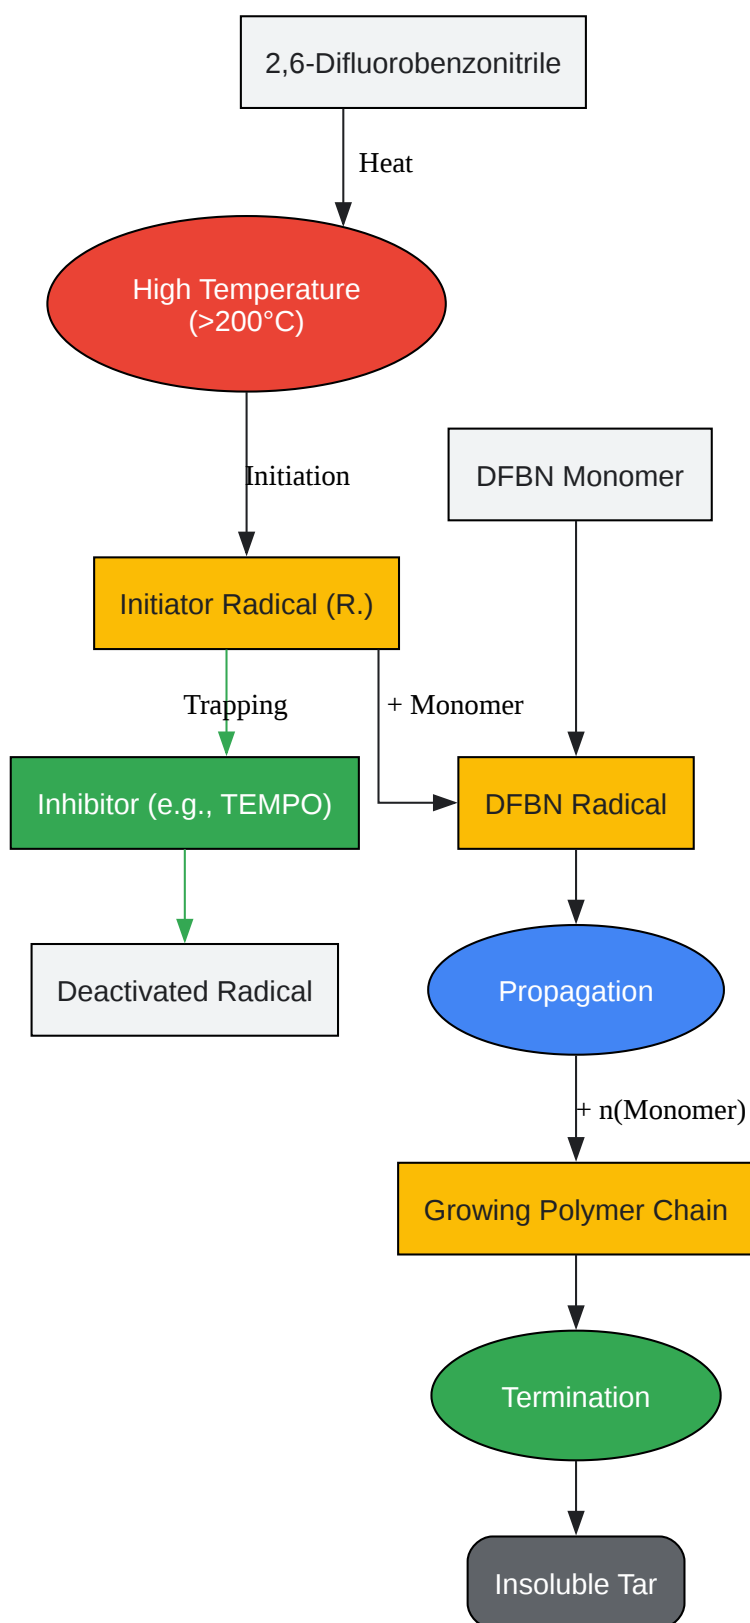 2,6-Difluorobenzonitrile
Heat
High Temperature
(>200°C)
Initiation
DFBN Monomer
Initiator Radical (R.)
Trapping
+ Monomer
Inhibitor (e.g., TEMPO)
DFBN Radical
Deactivated Radical
Propagation
+ n(Monomer)
Growing Polymer Chain
Termination
Insoluble Tar